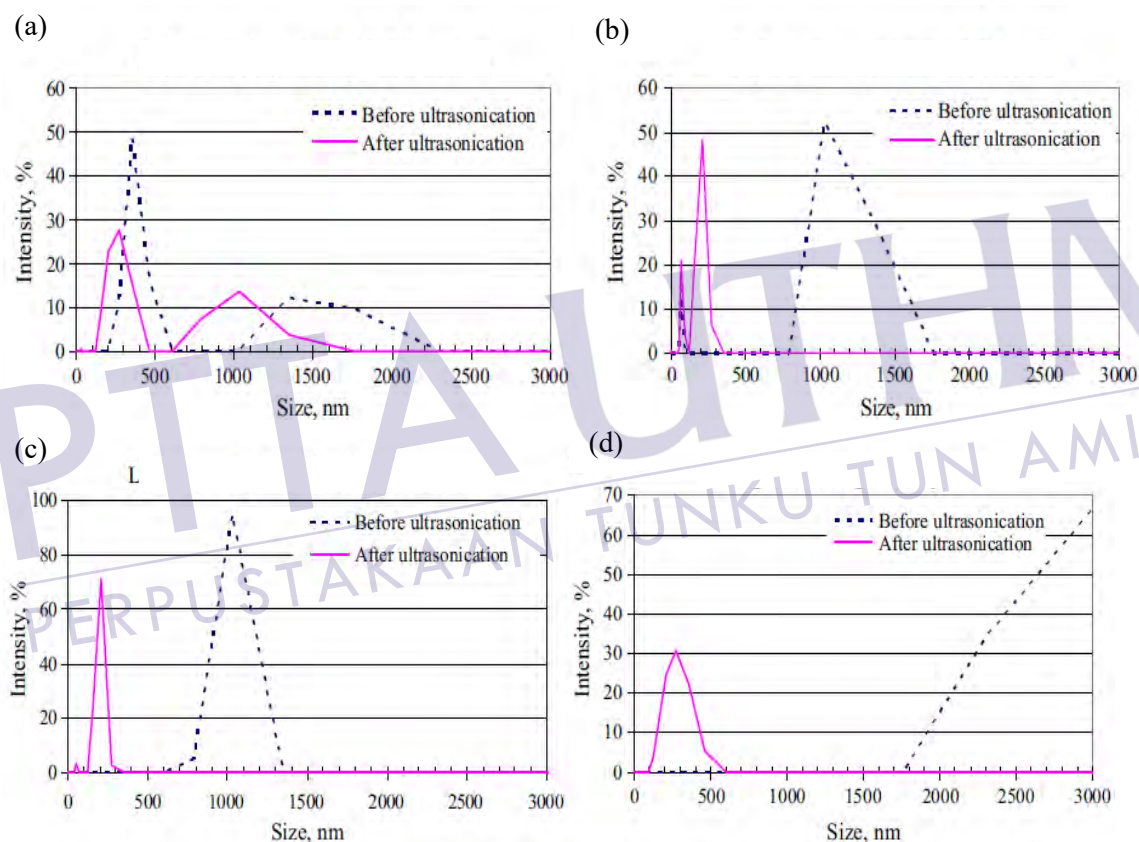 (a)
60
50
40
30
20
10
0
Intensity, %
Before ultrasonication
After ultrasonication
0 500 1000 1500 2000 2500 3000
Size, nm
(b)
60
50
40
30
20
10
0
Intensity, %
Before ultrasonication
After ultrasonication
0 500 1000 1500 2000 2500 3000
Size, nm
(c)
L
100
80
60
40
20
0
Intensity, %
Before ultrasonication
After ultrasonication
0 500 1000 1500 2000 2500 3000
Size, nm
(d)
70
60
50
40
30
20
10
0
Intensity, %
Before ultrasonication
After ultrasonication
0 500 1000 1500 2000 2500 3000
Size, nm
PTTA UTHM
PERPUSTAKAAN TUNKU TUN AMI